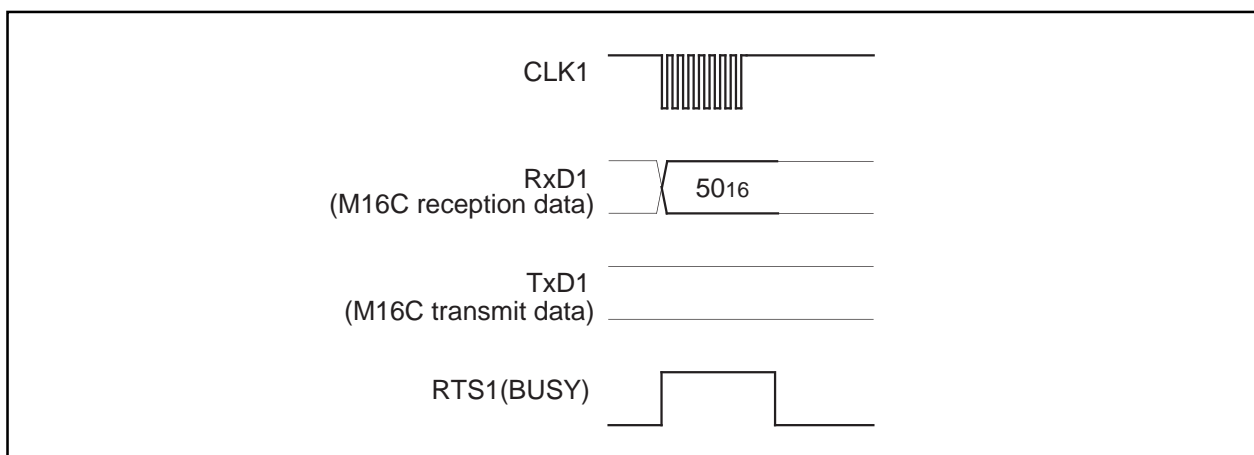 CLK1
RxD1
(M16C reception data)
5016
TxD1
(M16C transmit data)
RTS1(BUSY)